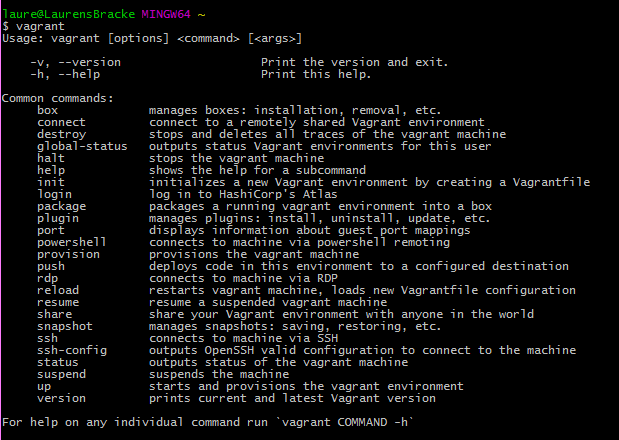 laure@LaurensBracke MINGW64 ~
$ vagrant
Usage: vagrant [options] <command> [<args>]
-v, --version Print the version and exit.
-h, --help Print this help.
Common commands:
box manages boxes: installation, removal, etc.
connect connect to a remotely shared Vagrant environment
destroy stops and deletes all traces of the vagrant machine
global-status outputs status Vagrant environments for this user
halt stops the vagrant machine
help shows the help for a subcommand
init initializes a new Vagrant environment by creating a Vagrantfile
login log in to HashiCorp's Atlas
package packages a running vagrant environment into a box
plugin manages plugins: install, uninstall, update, etc.
port displays information about guest port mappings
powershell connects to machine via powershell remoting
provision provisions the vagrant machine
push deploys code in this environment to a configured destination
rdp connects to machine via RDP
reload restarts vagrant machine, loads new Vagrantfile configuration
resume resume a suspended vagrant machine
share share your Vagrant environment with anyone in the world
snapshot manages snapshots: saving, restoring, etc.
ssh connects to machine via SSH
ssh-config outputs OpenSSH valid configuration to connect to the machine
status outputs status of the vagrant machine
suspend suspends the machine
up starts and provisions the vagrant environment
version prints current and latest Vagrant version
For help on any individual command run `vagrant COMMAND -h`